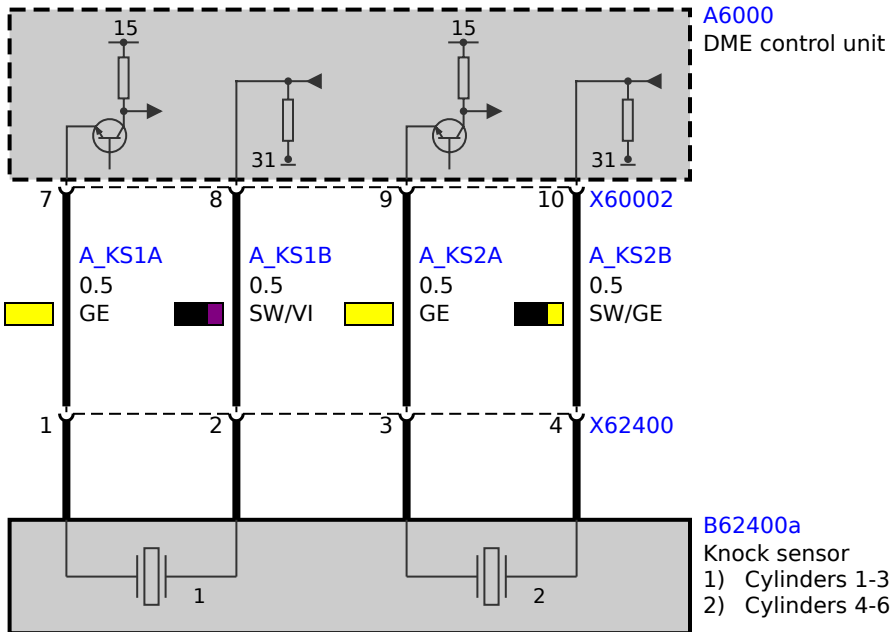 A6000
DME control unit
15
15
31
31
7
8
9
10
X60002
A_KS1A
0.5
GE
A_KS1B
0.5
SW/VI
A_KS2A
0.5
GE
A_KS2B
0.5
SW/GE
1
2
3
4
X62400
B62400a
Knock sensor
1) Cylinders 1-3
2) Cylinders 4-6
1
2